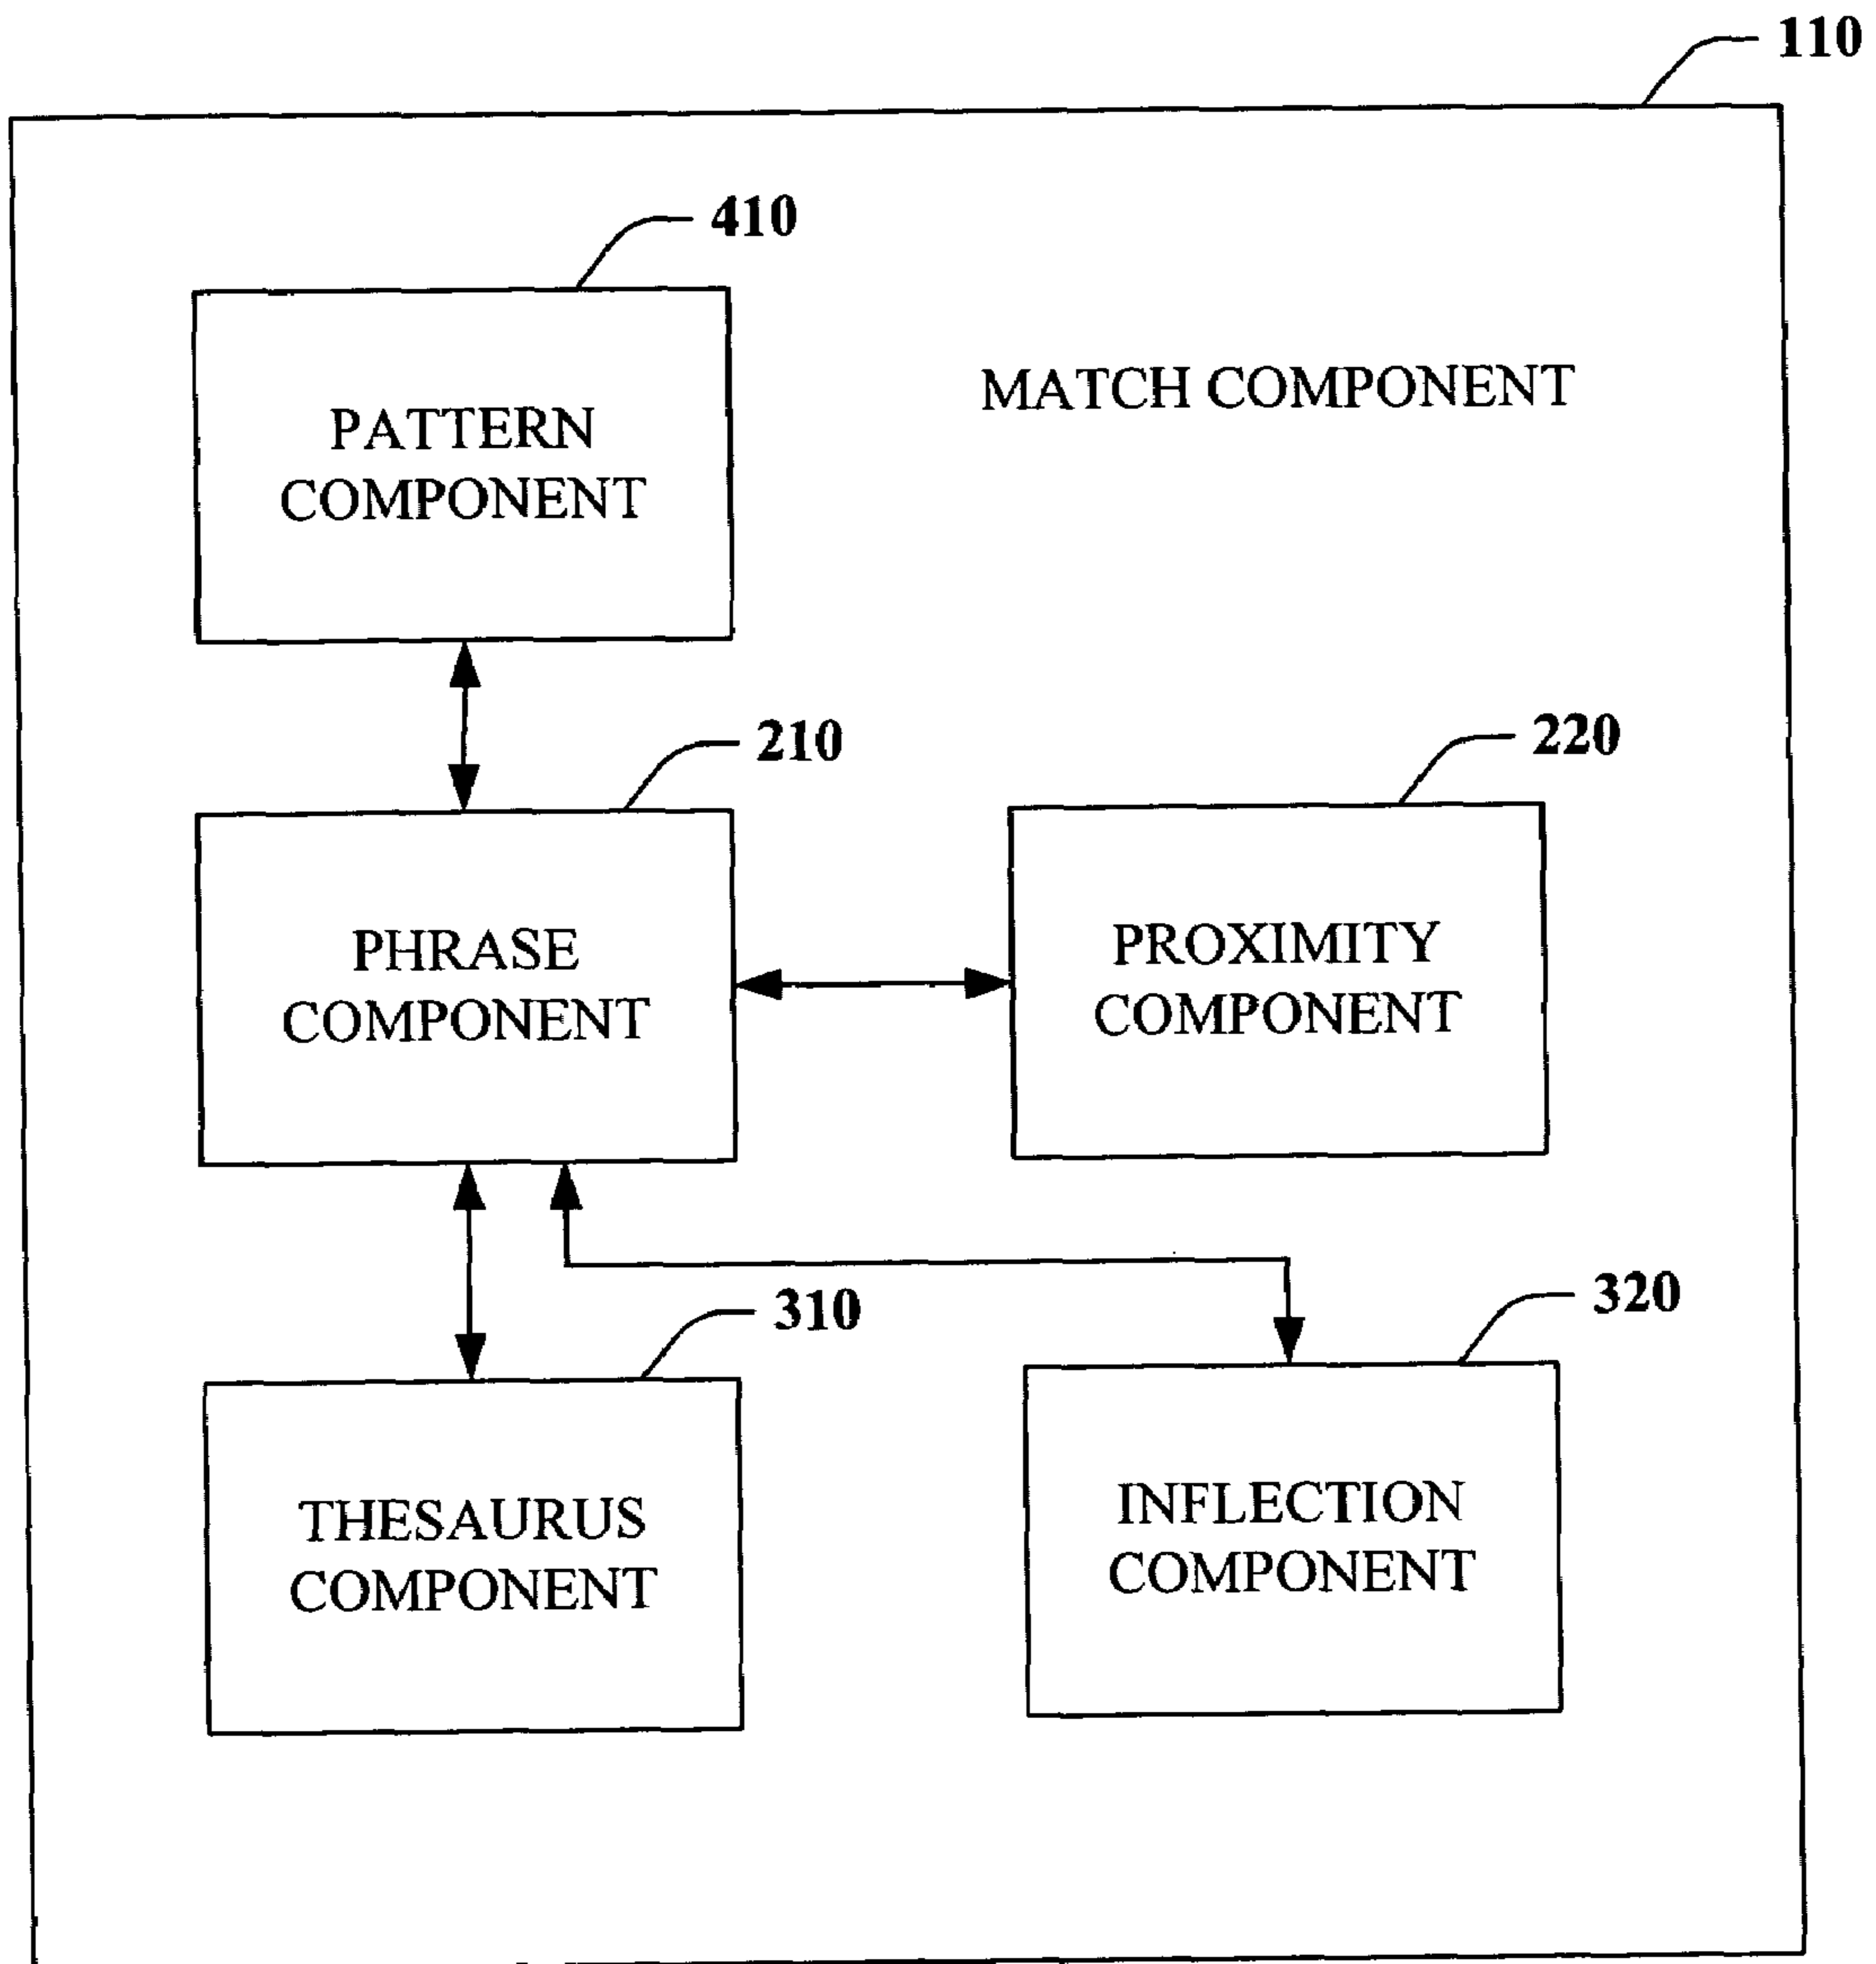 110
410
MATCH COMPONENT
PATTERN
COMPONENT
210
220
PHRASE
COMPONENT
PROXIMITY
COMPONENT
310
320
THESAURUS
COMPONENT
INFLECTION
COMPONENT